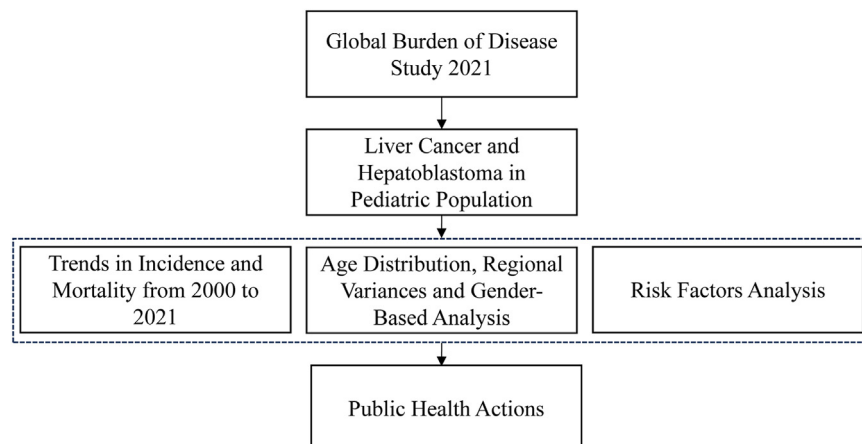 Global Burden of Disease
Study 2021
Liver Cancer and
Hepatoblastoma in
Pediatric Population
Trends in Incidence and
Mortality from 2000 to
2021
Age Distribution, Regional
Variances and Gender-
Based Analysis
Risk Factors Analysis
Public Health Actions